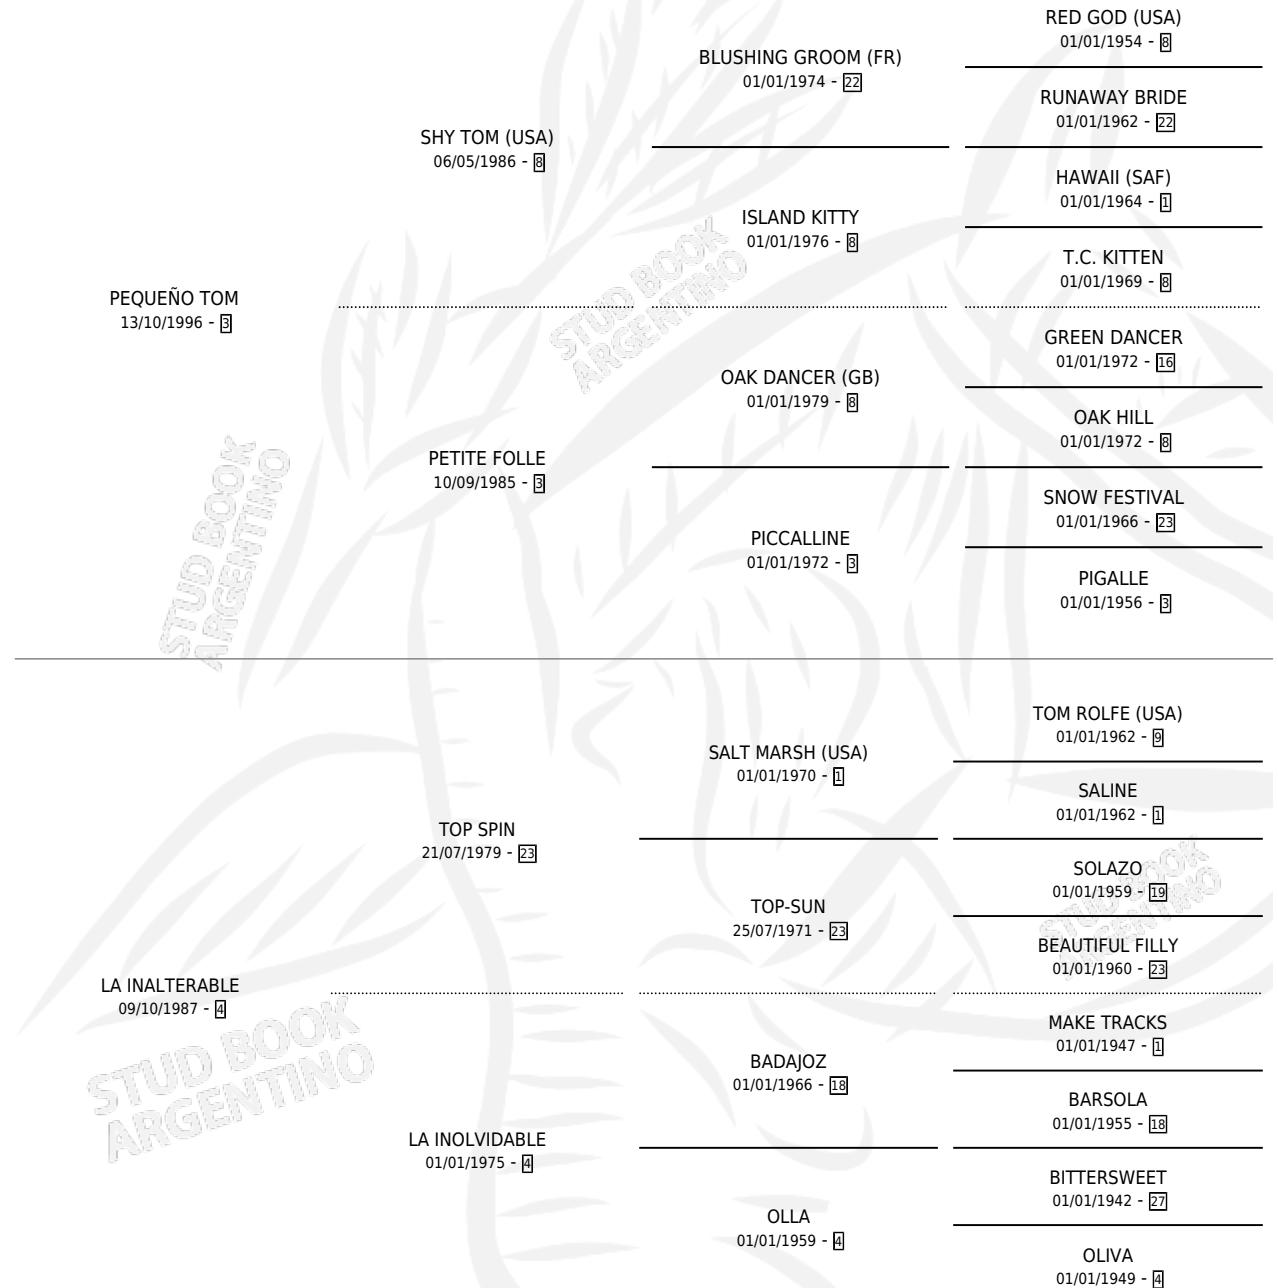 RED GOD (USA)
01/01/1954 - 8
BLUSHING GROOM (FR)
01/01/1974 - 22
RUNAWAY BRIDE
01/01/1962 - 22
SHY TOM (USA)
06/05/1986 - 8
HAWAII (SAF)
01/01/1964 - 1
ISLAND KITTY
01/01/1976 - 8
T.C. KITTEN
01/01/1969 - 8
PEQUEÑO TOM
13/10/1996 - 3
GREEN DANCER
01/01/1972 - 16
OAK DANCER (GB)
01/01/1979 - 8
OAK HILL
01/01/1972 - 8
PETITE FOLLE
10/09/1985 - 3
SNOW FESTIVAL
01/01/1966 - 23
PICCALLINE
01/01/1972 - 3
PIGALLE
01/01/1956 - 3
TOM ROLFE (USA)
01/01/1962 - 9
SALT MARSH (USA)
01/01/1970 - 1
SALINE
01/01/1962 - 1
TOP SPIN
21/07/1979 - 23
SOLAZO
01/01/1959 - 19
TOP-SUN
25/07/1971 - 23
BEAUTIFUL FILLY
01/01/1960 - 23
LA INALTERABLE
09/10/1987 - 4
MAKE TRACKS
01/01/1947 - 1
BADAJOZ
01/01/1966 - 18
BARSOLA
01/01/1955 - 18
LA INOLVIDABLE
01/01/1975 - 4
BITTERSWEET
01/01/1942 - 27
OLLA
01/01/1959 - 4
OLIVA
01/01/1949 - 4
STUD BOOK
ARGENTINO
STUD BOOK
ARGENTINO
STUD BOOK
ARGENTINO
STUD BOOK
ARGENTINO